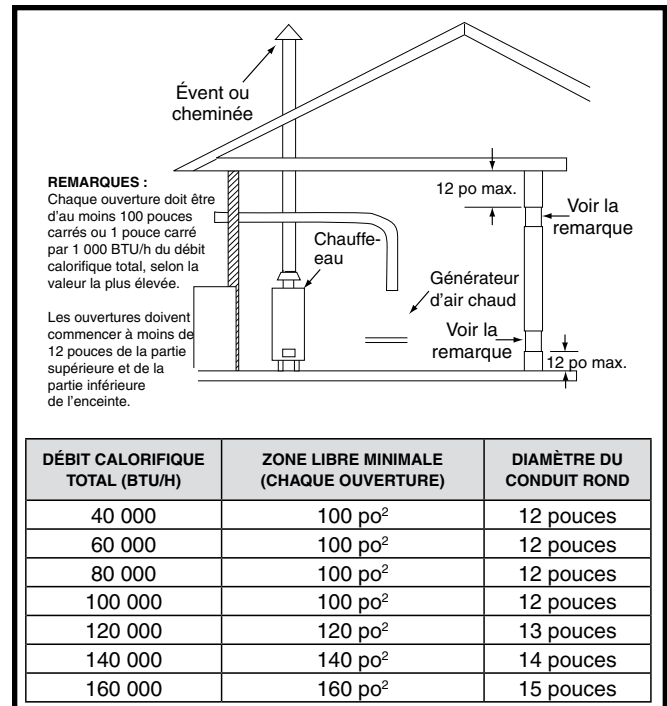 Évent ou
cheminée
REMARQUES :
Chaque ouverture doit être
d'au moins 100 pouces
carrés ou 1 pouce carré
par 1 000 BTU/h du débit
calorifique total, selon la
valeur la plus élevée.
Les ouvertures doivent
commencer à moins de
12 pouces de la partie
supérieure et de la
partie inférieure
de l'enceinte.
12 po max.
Voir la
remarque
Chauffe-
eau
Générateur
d'air chaud
Voir la
remarque
12 po max.
DÉBIT CALORIFIQUE TOTAL (BTU/H) ZONE LIBRE MINIMALE (CHAQUE OUVERTURE) DIAMÈTRE DU CONDUIT ROND
40 000 100 po² 12 pouces
60 000 100 po² 12 pouces
80 000 100 po² 12 pouces
100 000 100 po² 12 pouces
120 000 120 po² 13 pouces
140 000 140 po² 14 pouces
160 000 160 po² 15 pouces